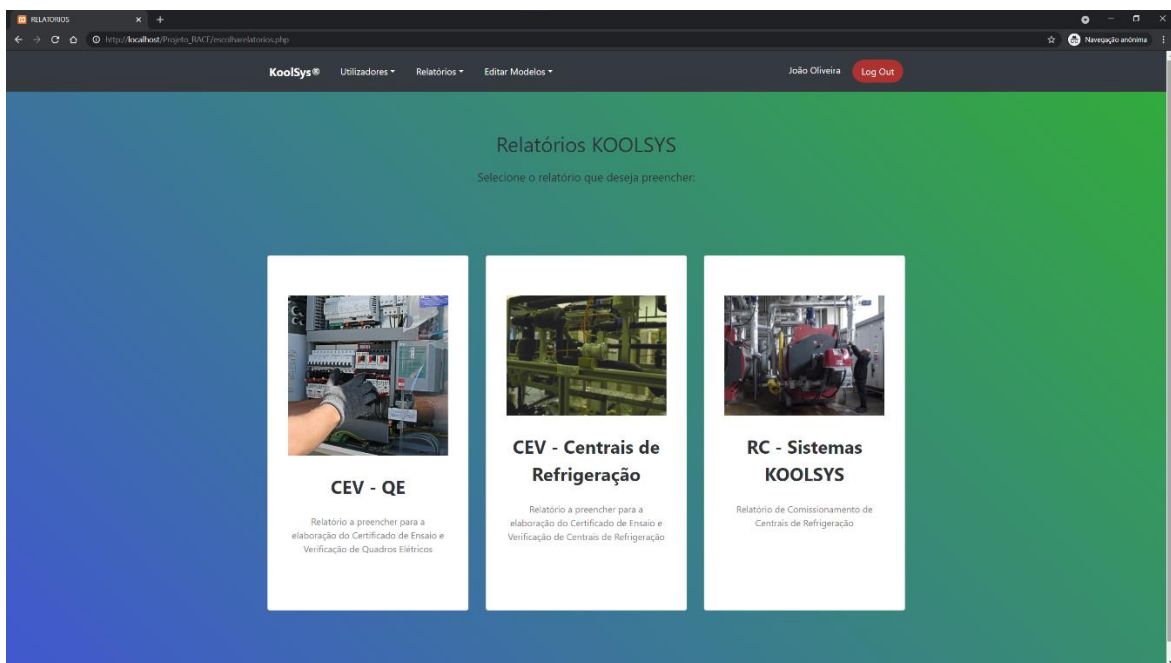 RELATORIOS
http://localhost/Projeto_RACE/escolharelatorios.php
Navegação anónima
KoolSys® Utilizadores Relatórios Editar Modelos João Oliveira Log Out
Relatórios KOOLSYS
Selecione o relatório que deseja preencher:
CEV - QE
Relatório a preencher para a
elaboração do Certificado de Ensaio e
Verificação de Quadros Elétricos
CEV - Centrais de
Refrigeração
Relatório a preencher para a
elaboração do Certificado de Ensaio e
Verificação de Centrais de Refrigeração
RC - Sistemas
KOOLSYS
Relatório de Comissionamento de
Centrais de Refrigeração